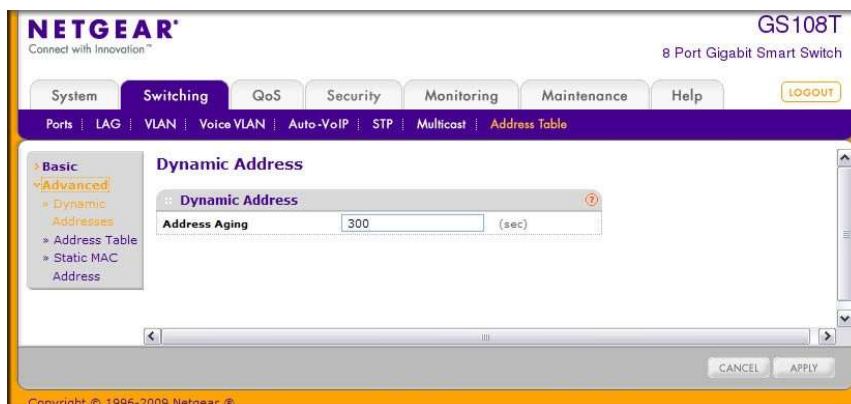 NETGEAR®
Connect with Innovation™
GS108T
8 Port Gigabit Smart Switch
System Switching QoS Security Monitoring Maintenance Help LOGOUT
Ports LAG VLAN Voice VLAN Auto-VoIP STP Multicast Address Table
Basic
Advanced
» Dynamic Addresses
» Address Table
» Static MAC Address
Dynamic Address
Dynamic Address ?
Address Aging 300 (sec)
CANCEL APPLY
Copyright © 1996-2009 Netgear ®